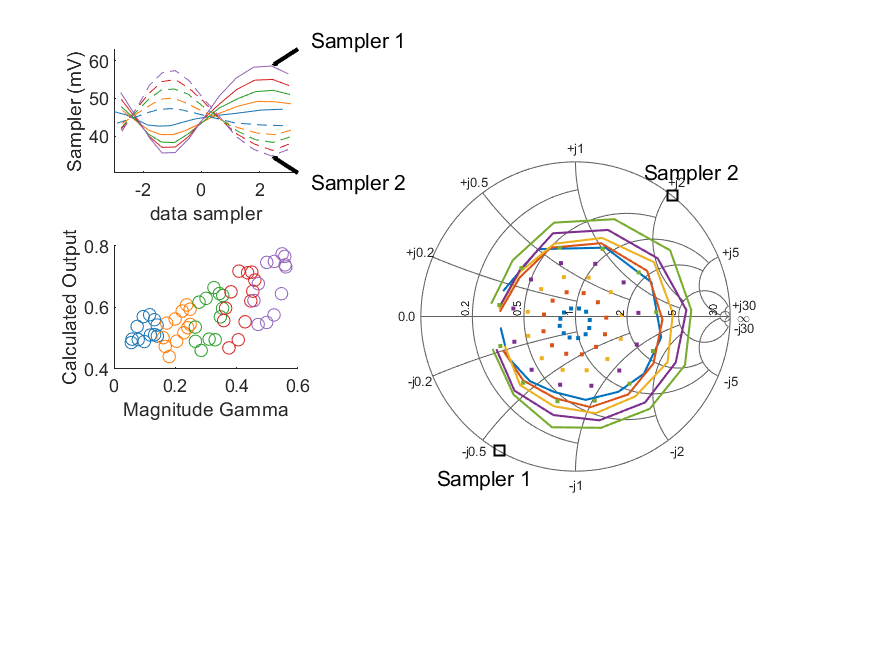 Sampler 1
Sampler (mV)
60
50
40
-2 0 2
data sampler
Sampler 2
Calculated Output
0.8
0.6
0.4
0 0.2 0.4 0.6
Magnitude Gamma
Sampler 2
+j1
+j0.5
+j2
+j0.2
+j5
0.0
0.2
0.5
1
2
5
30
+j30
∞
-j30
-j0.2
-j5
-j0.5
-j2
Sampler 1
-j1